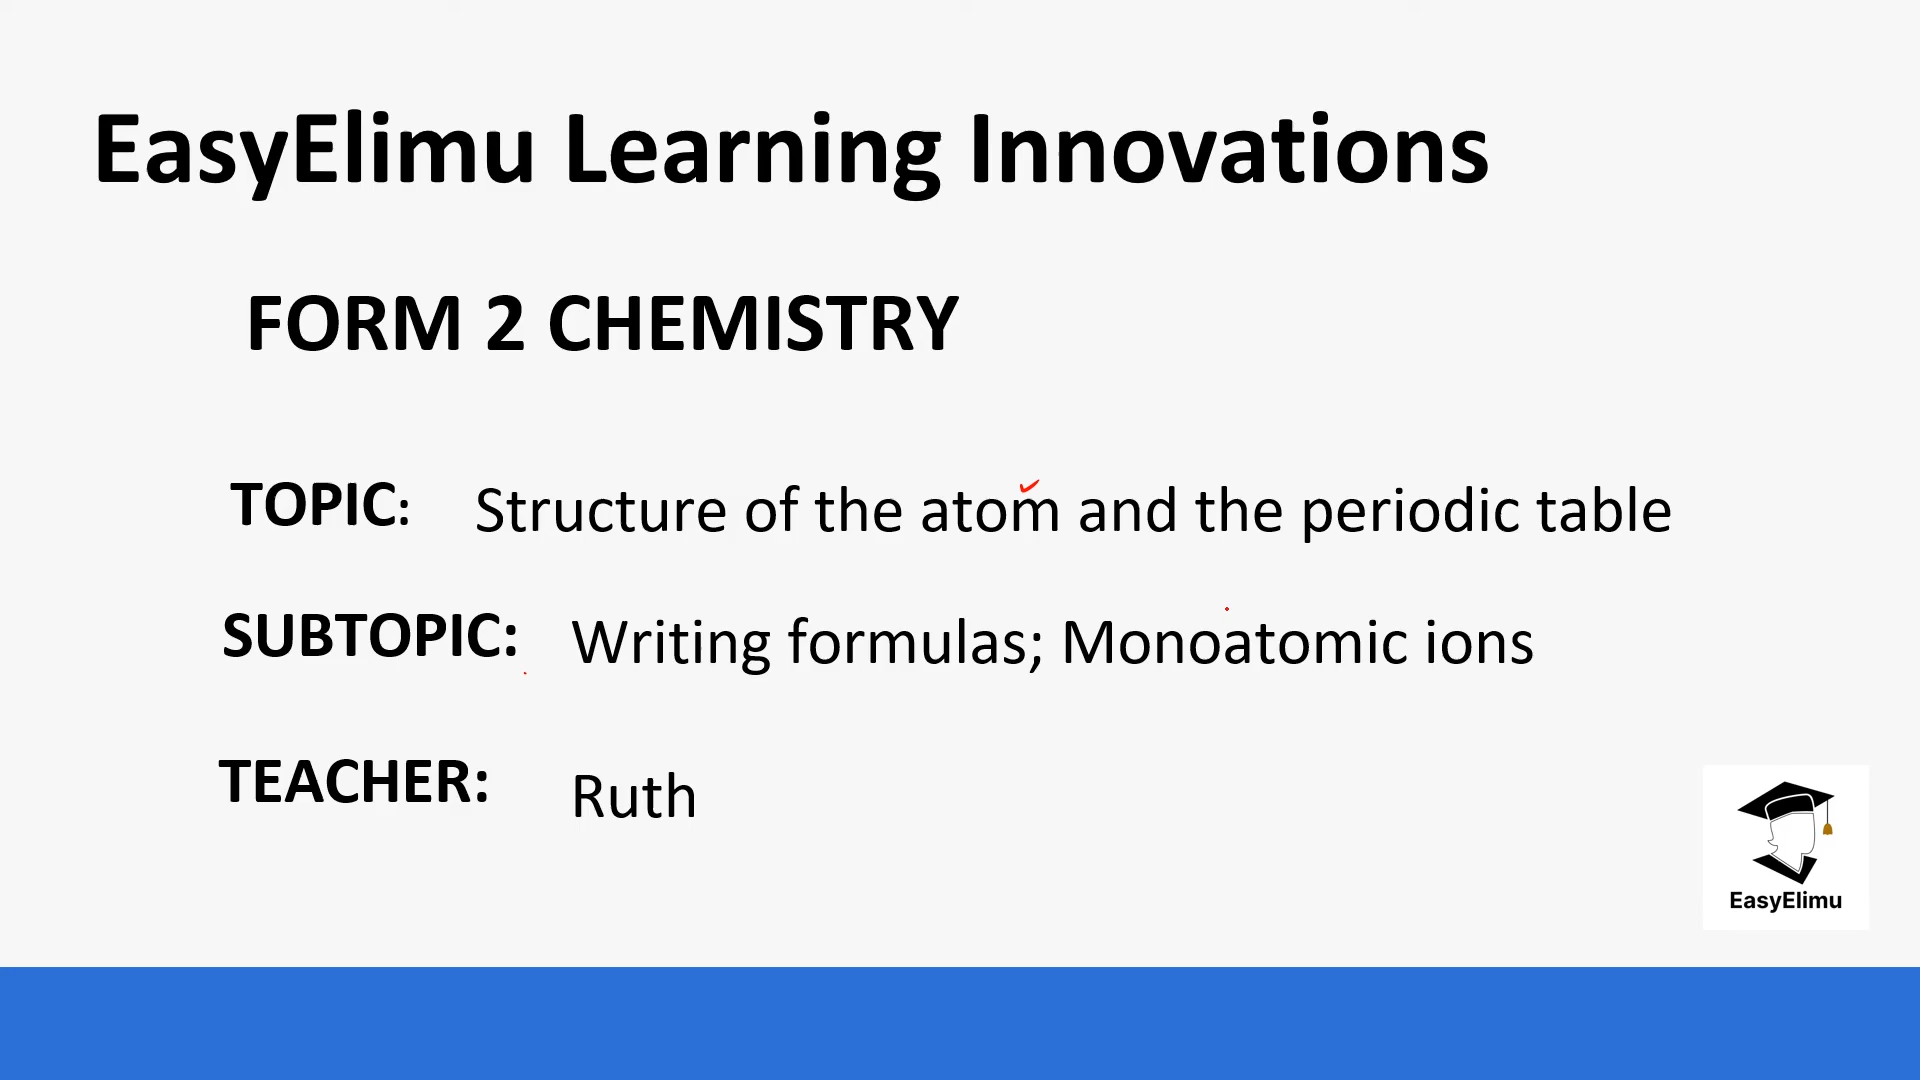 EasyElimu Learning Innovations
FORM 2 CHEMISTRY
TOPIC: Structure of the atom and the periodic table
SUBTOPIC: Writing formulas; Monoatomic ions
TEACHER: Ruth
EasyElimu